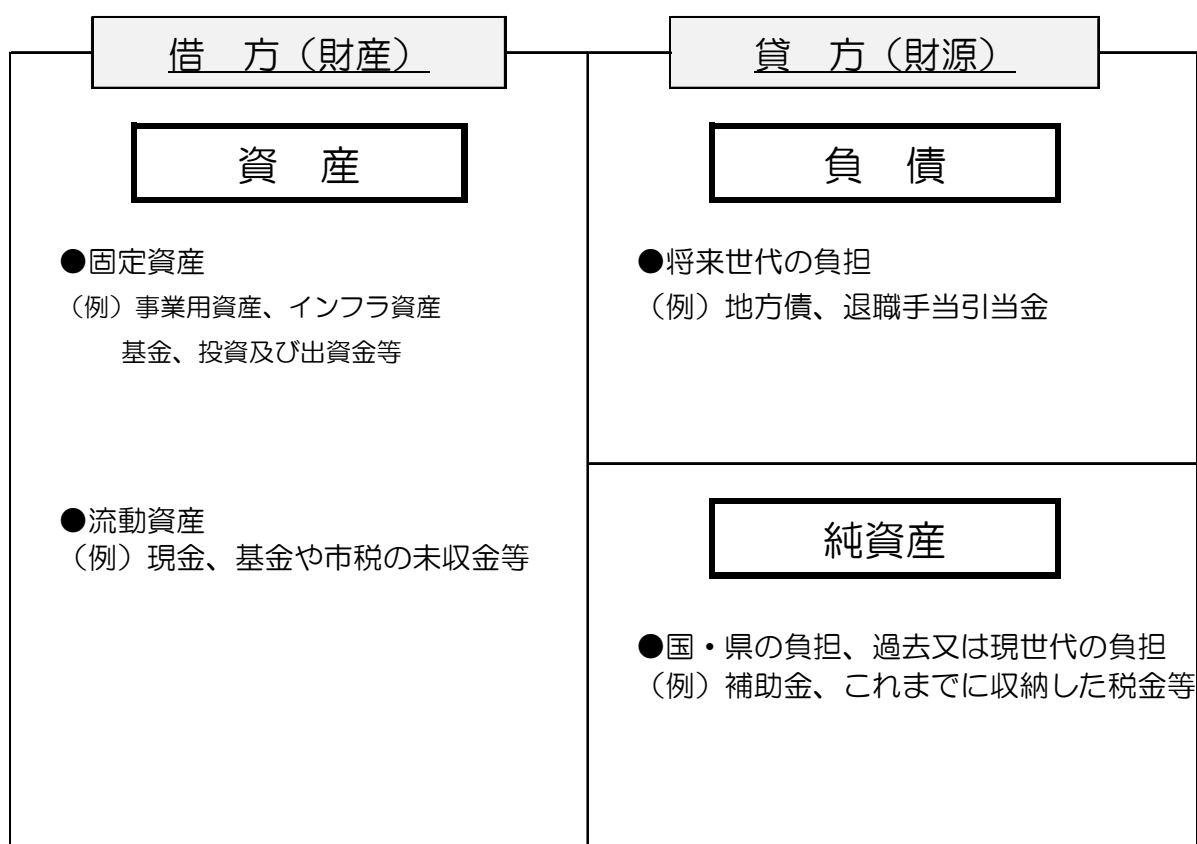 借　方（財産）
資　産
●固定資産
（例）事業用資産、インフラ資産
基金、投資及び出資金等
●流動資産
（例）現金、基金や市税の未収金等
貸　方（財源）
負　債
●将来世代の負担
（例）地方債、退職手当引当金
純資産
●国・県の負担、過去又は現世代の負担
（例）補助金、これまでに収納した税金等